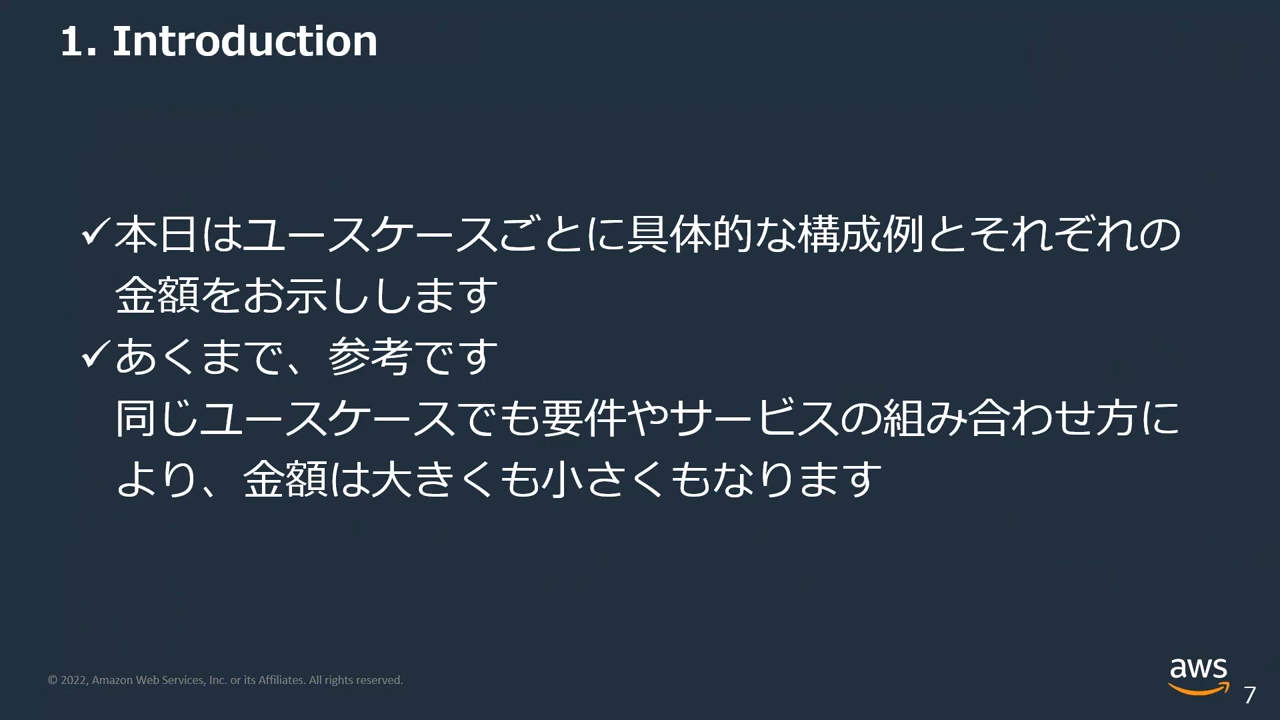 1. Introduction
✓本日はユースケースごとに具体的な構成例とそれぞれの
金額をお示しします
✓あくまで、参考です
同じユースケースでも要件やサービスの組み合わせ方に
より、金額は大きくも小さくもなります
© 2022, Amazon Web Services, Inc. or its Affiliates. All rights reserved.
aws
7